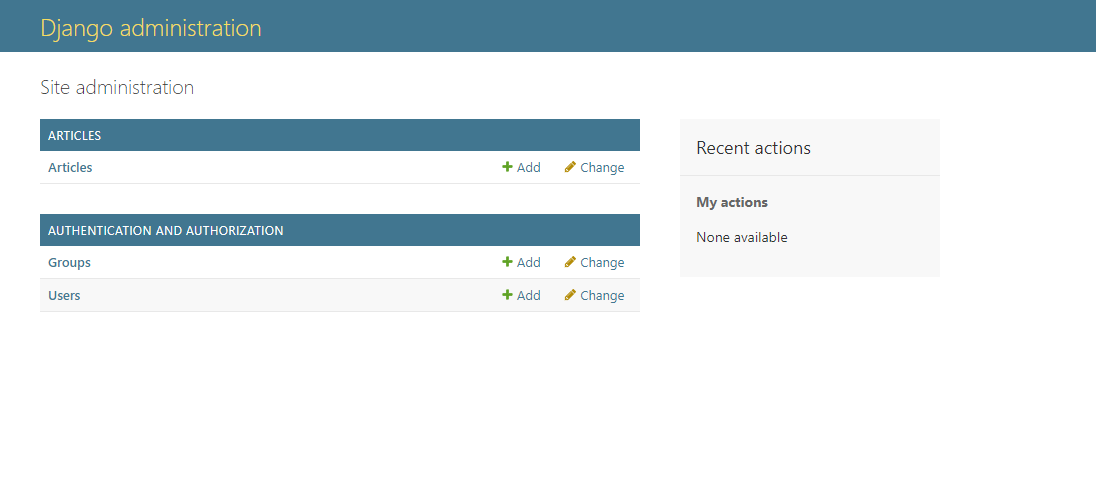 Django administration
Site administration
ARTICLES
Articles Add Change
AUTHENTICATION AND AUTHORIZATION
Groups Add Change
Users Add Change
Recent actions
My actions
None available